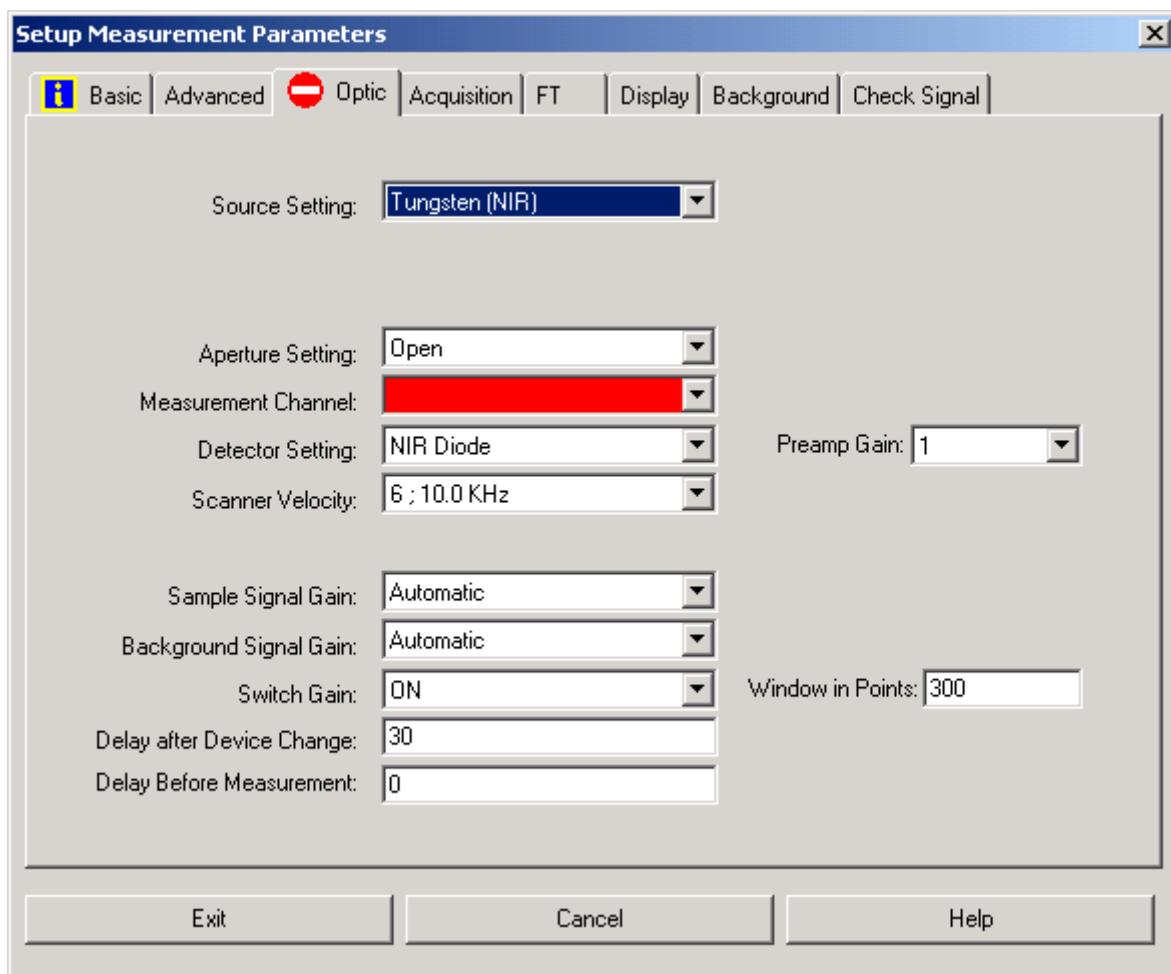 Setup Measurement Parameters
i Basic Advanced Optic Acquisition FT Display Background Check Signal
Source Setting: Tungsten (NIR)
Aperture Setting: Open
Measurement Channel:
Detector Setting: NIR Diode Preamp Gain: 1
Scanner Velocity: 6 ; 10.0 KHz
Sample Signal Gain: Automatic
Background Signal Gain: Automatic
Switch Gain: ON Window in Points: 300
Delay after Device Change: 30
Delay Before Measurement: 0
Exit Cancel Help